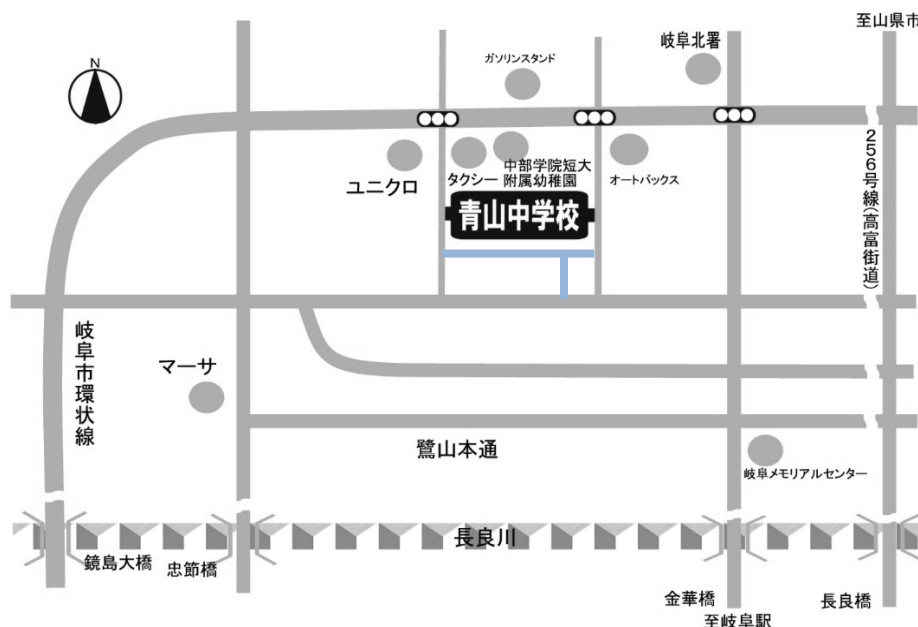 至山県市
岐阜北署
N
ガソリンスタンド
256号線(高富街道)
中部学院短大
附属幼稚園
ユニクロ
タクシー
オートバックス
青山中学校
岐阜市環状線
マーサ
鷺山本通
岐阜メモリアルセンター
長良川
鏡島大橋
忠節橋
金華橋
長良橋
至岐阜駅